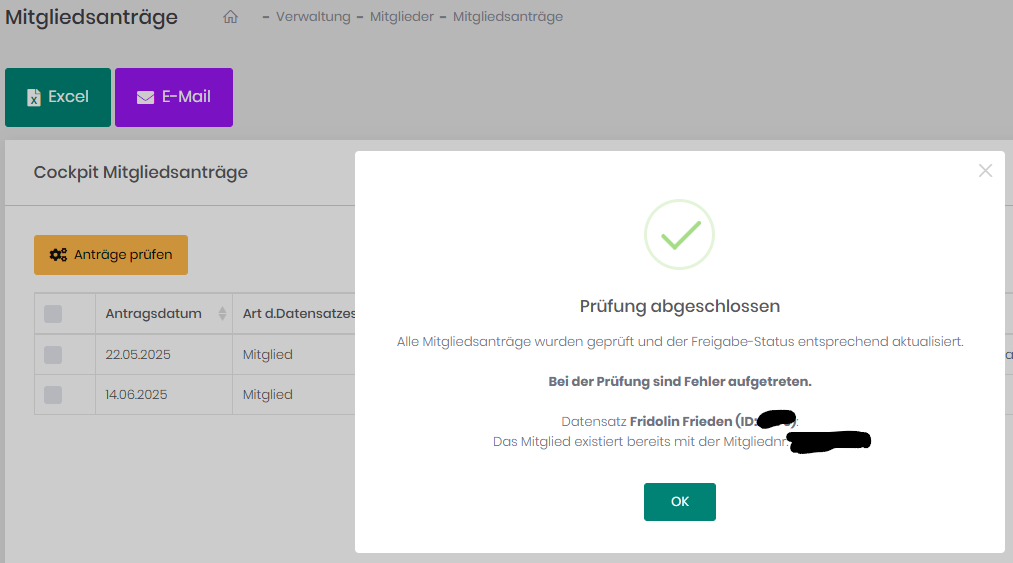 Mitgliedsanträge – Verwaltung – Mitglieder – Mitgliedsanträge
Excel E-Mail
Cockpit Mitgliedsanträge
Prüfung abgeschlossen
Alle Mitgliedsanträge wurden geprüft und der Freigabe-Status entsprechend aktualisiert.
Bei der Prüfung sind Fehler aufgetreten.
Datensatz Fridolin Frieden (ID:
Das Mitglied existiert bereits mit der Mitgliednr.
OK
Anträge prüfen
Antragsdatum Art d.Datensatzes
22.05.2025 Mitglied
14.06.2025 Mitglied